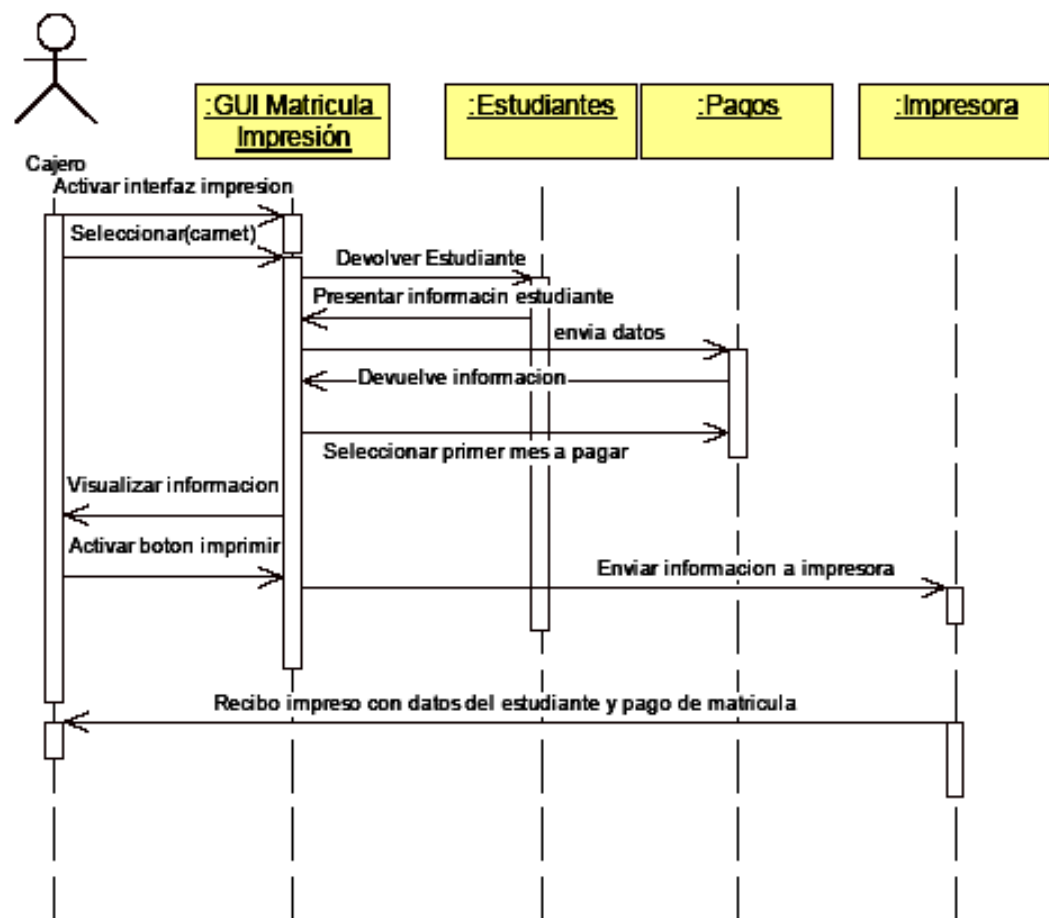 :GUI Matricula
Impresión
:Estudiantes
:Pagos
:Impresora
Cajero
Activar interfaz impresion
Seleccionar(carnet)
Devolver Estudiante
Presentar informacin estudiante
envia datos
Devuelve informacion
Seleccionar primer mes a pagar
Visualizar informacion
Activar boton imprimir
Enviar informacion a impresora
Recibo impreso con datos del estudiante y pago de matricula